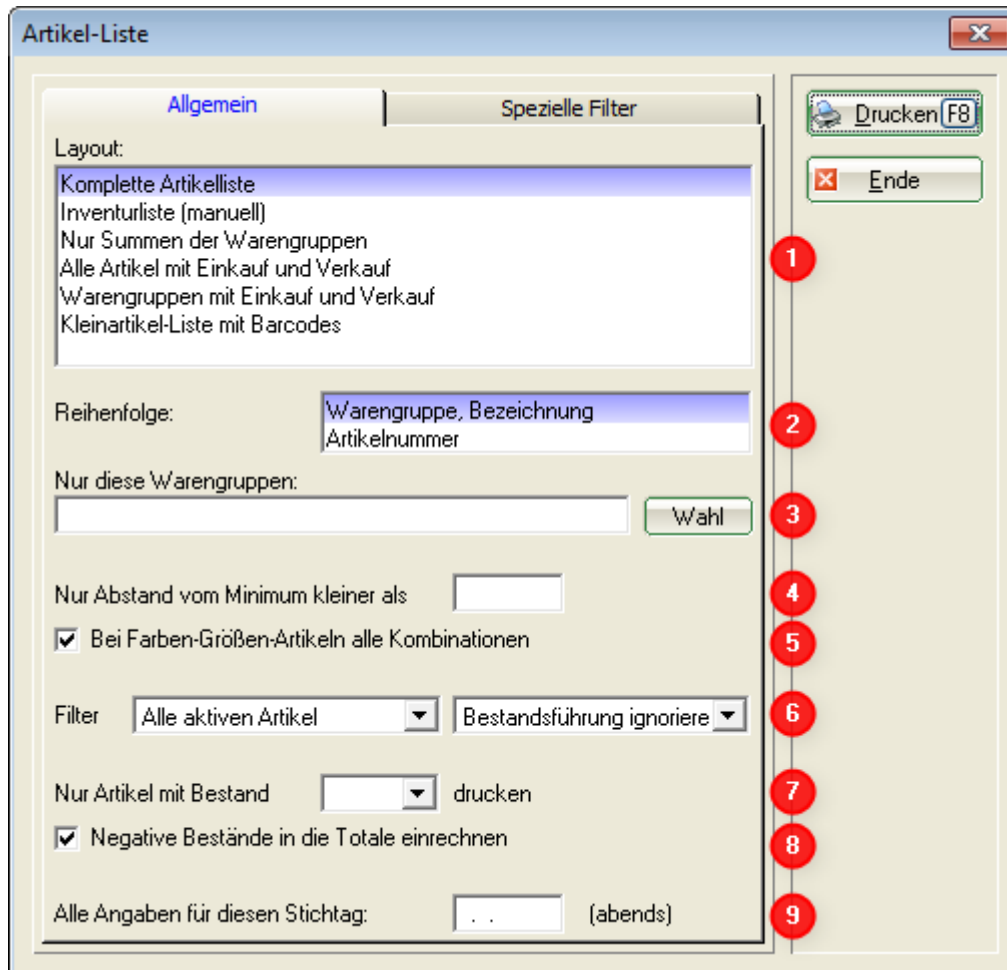 Artikel-Liste
Allgemein
Spezielle Filter
Drucken F8
Ende
Layout:
Komplette Artikelliste
Inventurliste (manuell)
Nur Summen der Warengruppen
Alle Artikel mit Einkauf und Verkauf
Warengruppen mit Einkauf und Verkauf
Kleinartikel-Liste mit Barcodes
1
Reihenfolge:
Warengruppe, Bezeichnung
Artikelnummer
2
Nur diese Warengruppen:
Wahl
3
Nur Abstand vom Minimum kleiner als
4
Bei Farben-Größen-Artikeln alle Kombinationen
5
Filter Alle aktiven Artikel Bestandsführung ignoriere
6
Nur Artikel mit Bestand drucken
7
Negative Bestände in die Totale einrechnen
8
Alle Angaben für diesen Stichtag: . . (abends)
9